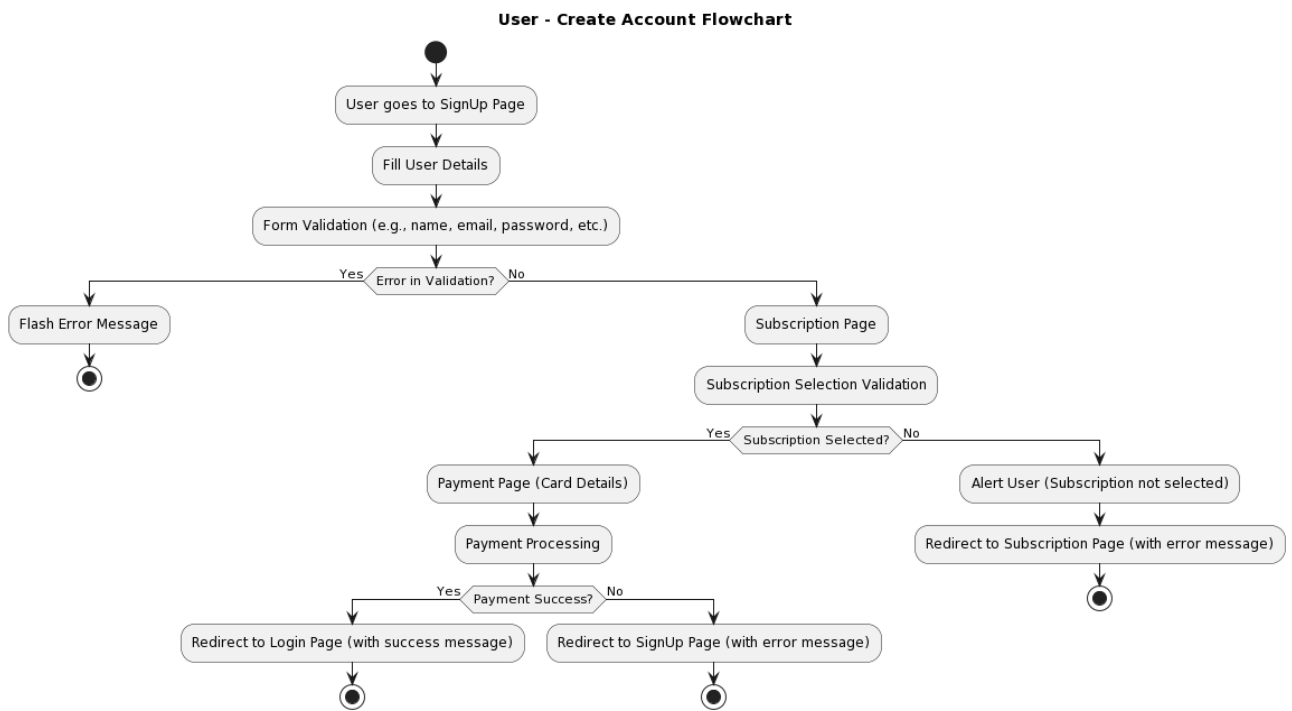 User - Create Account Flowchart
User goes to SignUp Page
Fill User Details
Form Validation (e.g., name, email, password, etc.)
Yes
Error in Validation?
No
Flash Error Message
Subscription Page
Subscription Selection Validation
Yes
Subscription Selected?
No
Payment Page (Card Details)
Alert User (Subscription not selected)
Payment Processing
Redirect to Subscription Page (with error message)
Yes
Payment Success?
No
Redirect to Login Page (with success message)
Redirect to SignUp Page (with error message)